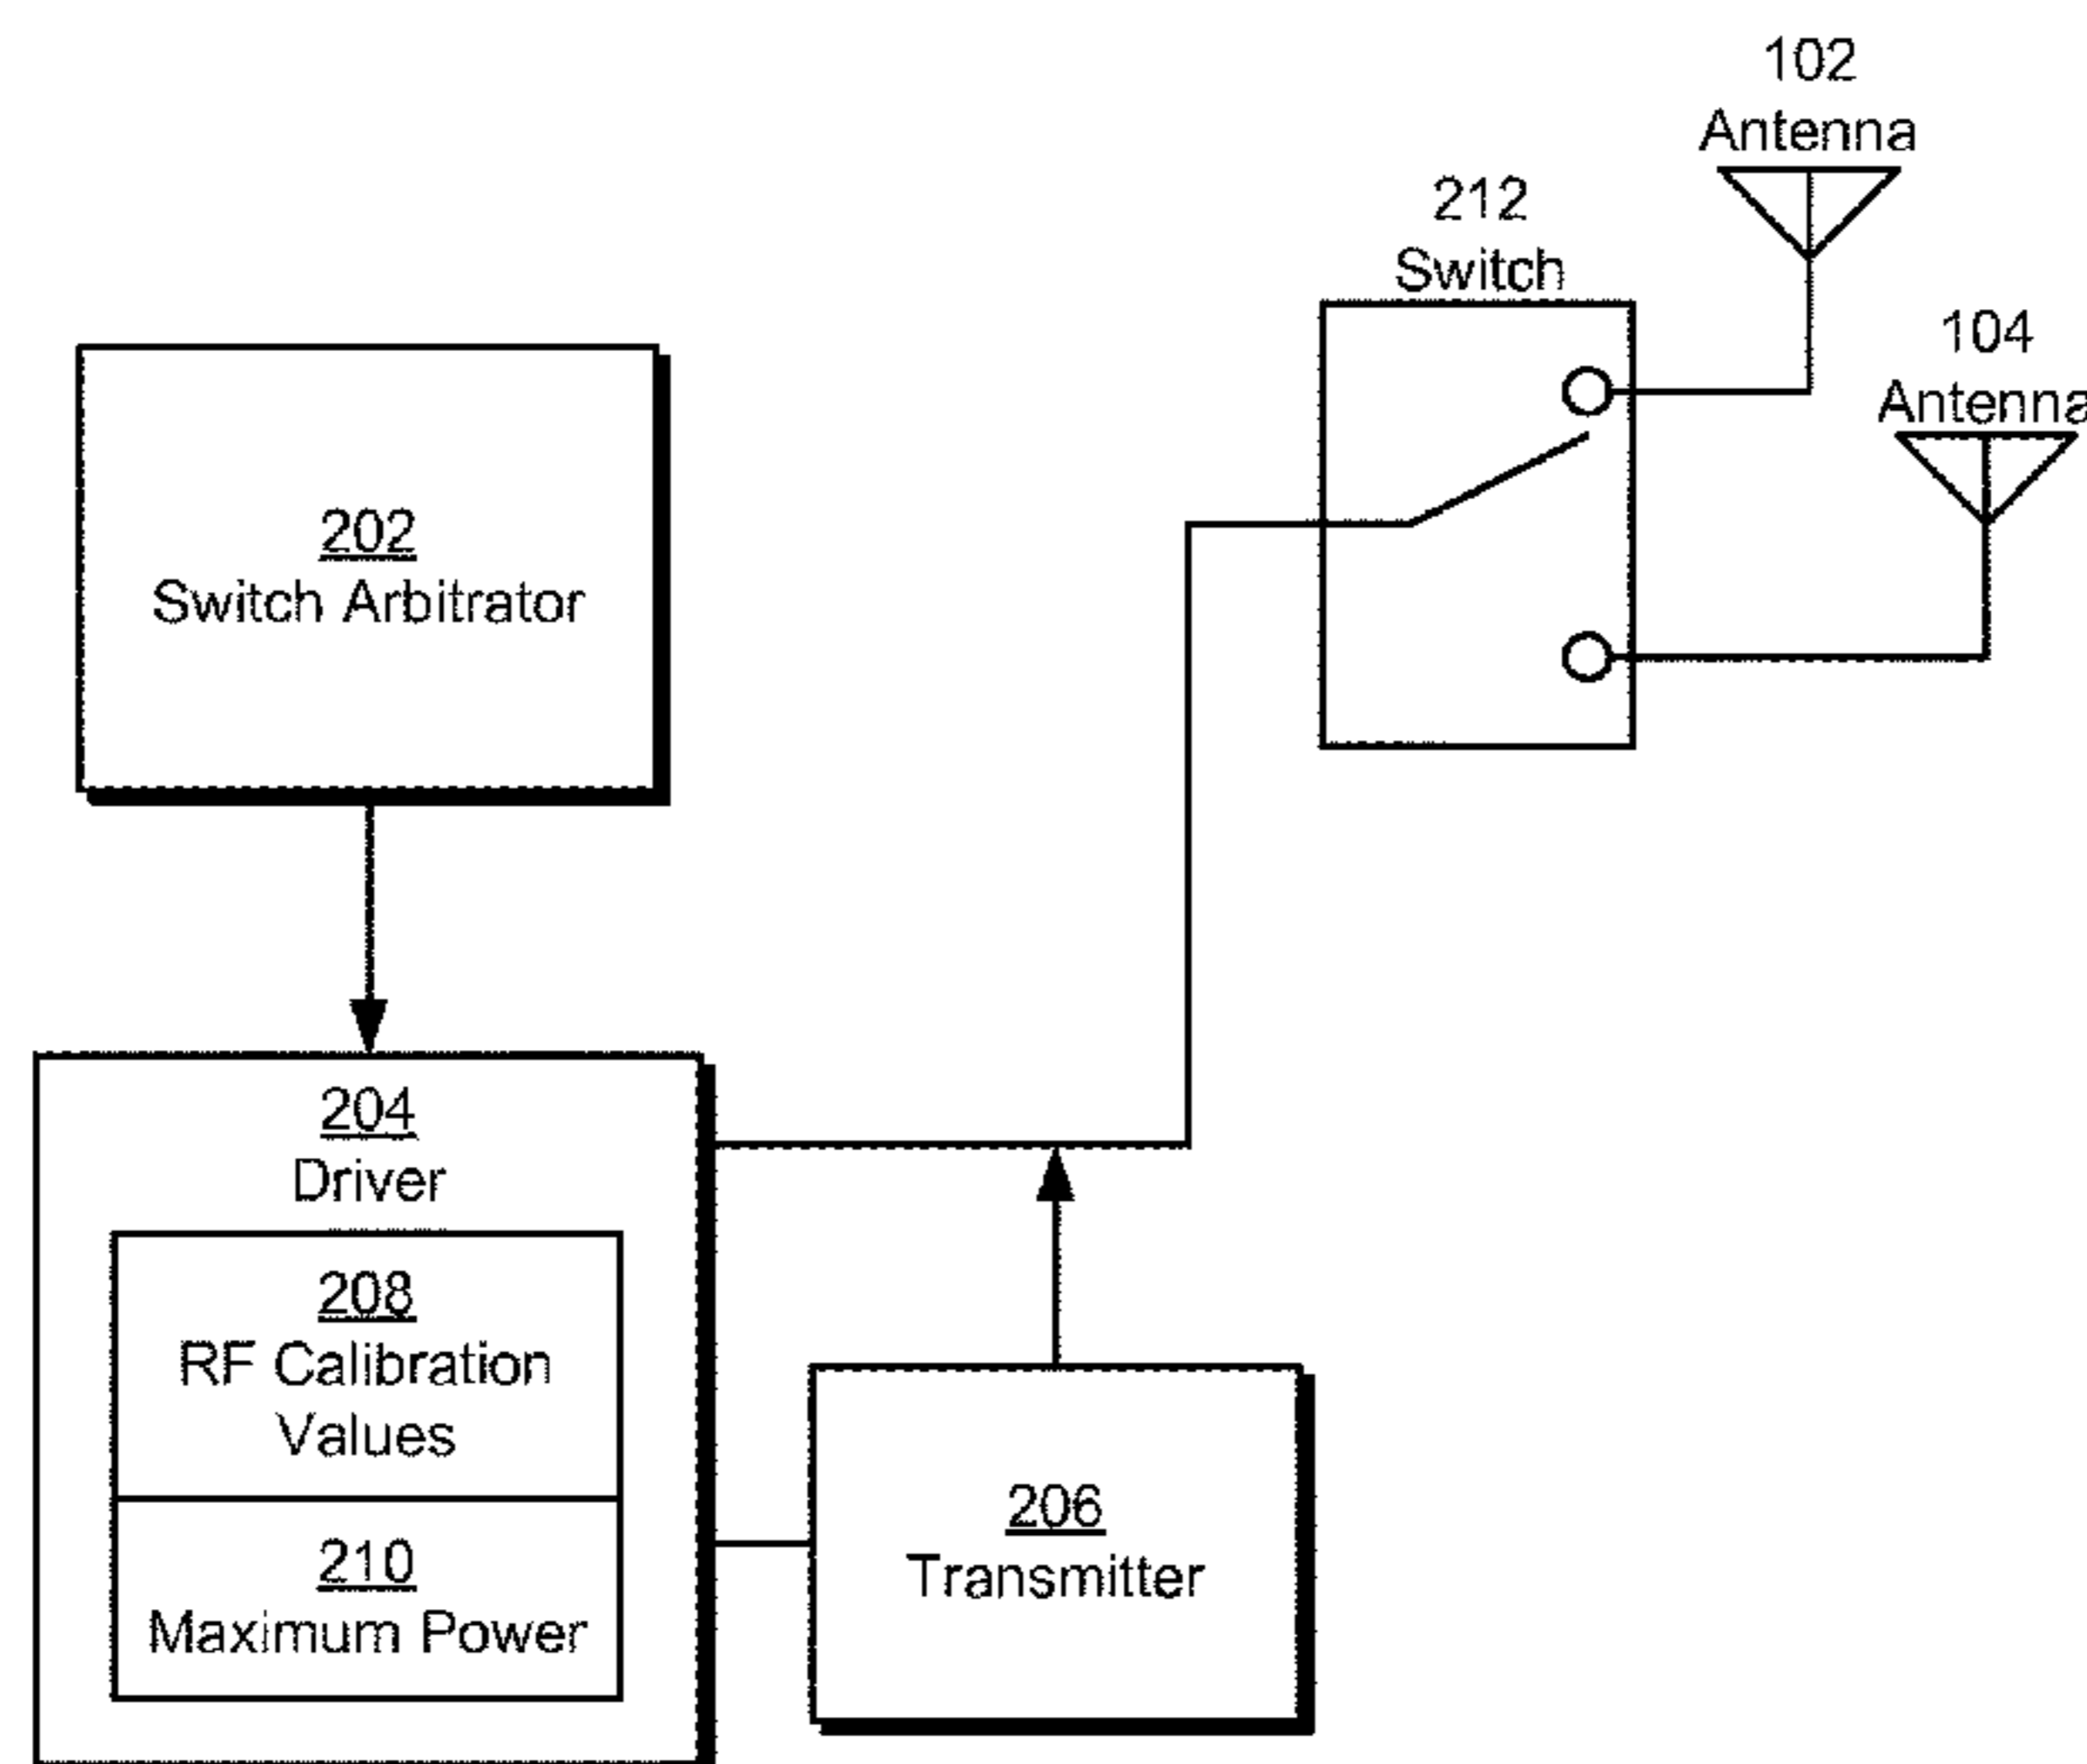 102
Antenna
212
Switch
104
Antenna
202
Switch Arbitrator
204
Driver
208
RF Calibration
Values
210
Maximum Power
206
Transmitter